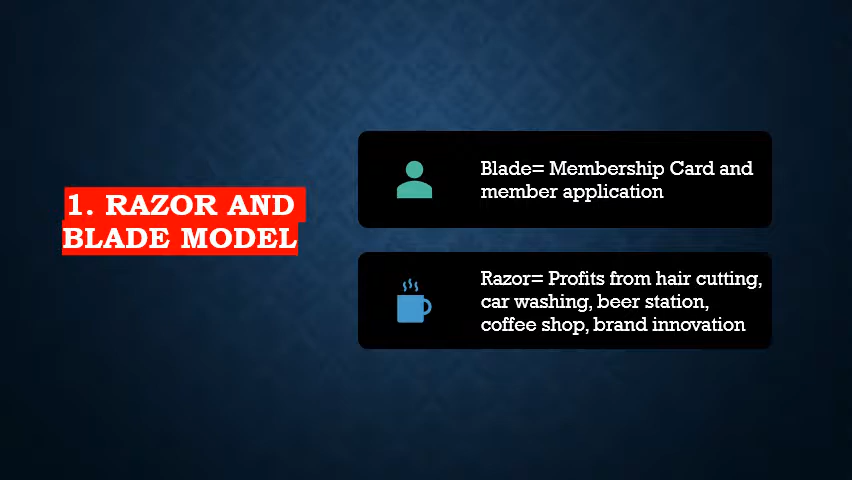 1. RAZOR AND
BLADE MODEL
Blade= Membership Card and
member application
Razor= Profits from hair cutting,
car washing, beer station,
coffee shop, brand innovation